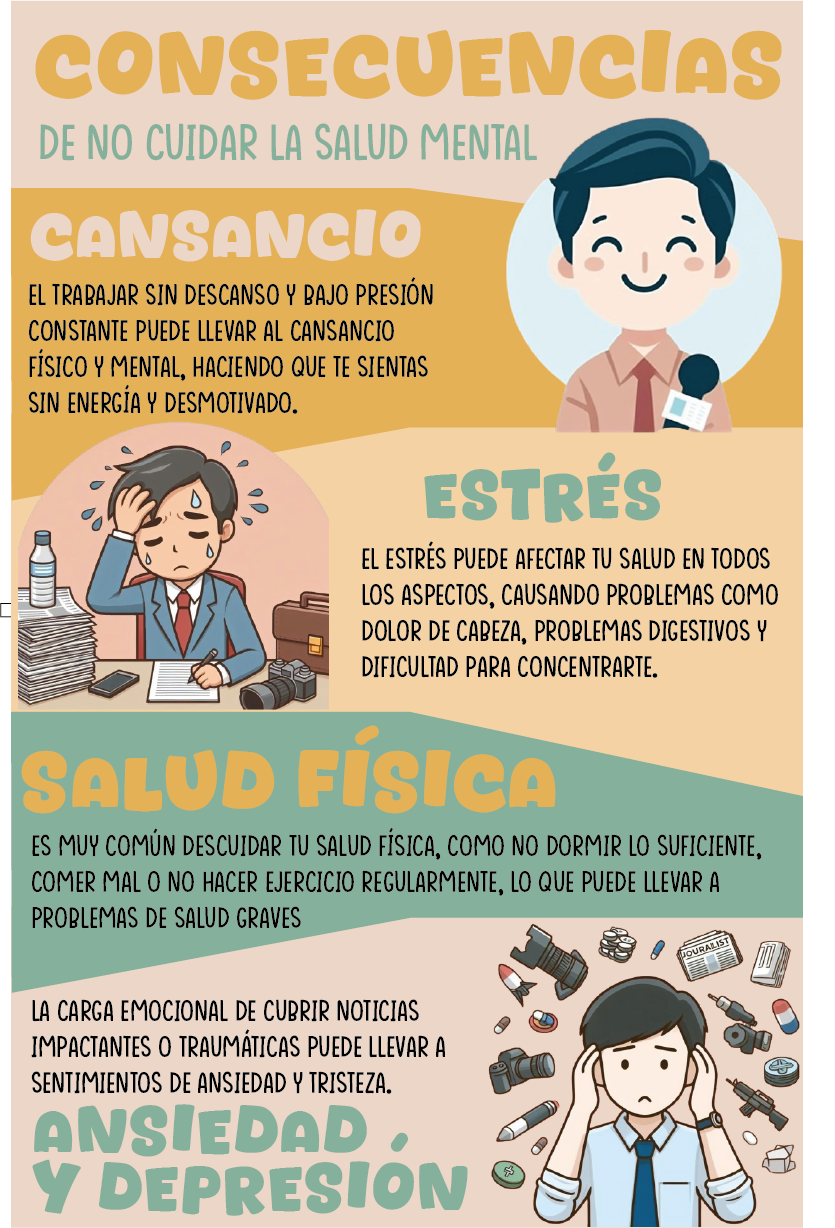 CONSECUENCIAS
DE NO CUIDAR LA SALUD MENTAL
CANSANCIO
EL TRABAJAR SIN DESCANSO Y BAJO PRESIÓN
CONSTANTE PUEDE LLEVAR AL CANSANCIO
FÍSICO Y MENTAL, HACIENDO QUE TE SIENTAS
SIN ENERGÍA Y DESMOTIVADO.
ESTRÉS
EL ESTRÉS PUEDE AFECTAR TU SALUD EN TODOS
LOS ASPECTOS, CAUSANDO PROBLEMAS COMO
DOLOR DE CABEZA, PROBLEMAS DIGESTIVOS Y
DIFICULTAD PARA CONCENTRARTE.
SALUD FÍSICA
ES MUY COMÚN DESCUIDAR TU SALUD FÍSICA, COMO NO DORMIR LO SUFICIENTE,
COMER MAL O NO HACER EJERCICIO REGULARMENTE, LO QUE PUEDE LLEVAR A
PROBLEMAS DE SALUD GRAVES
LA CARGA EMOCIONAL DE CUBRIR NOTICIAS
IMPACTANTES O TRAUMÁTICAS PUEDE LLEVAR A
SENTIMIENTOS DE ANSIEDAD Y TRISTEZA.
ANSIEDAD
Y DEPRESIÓN